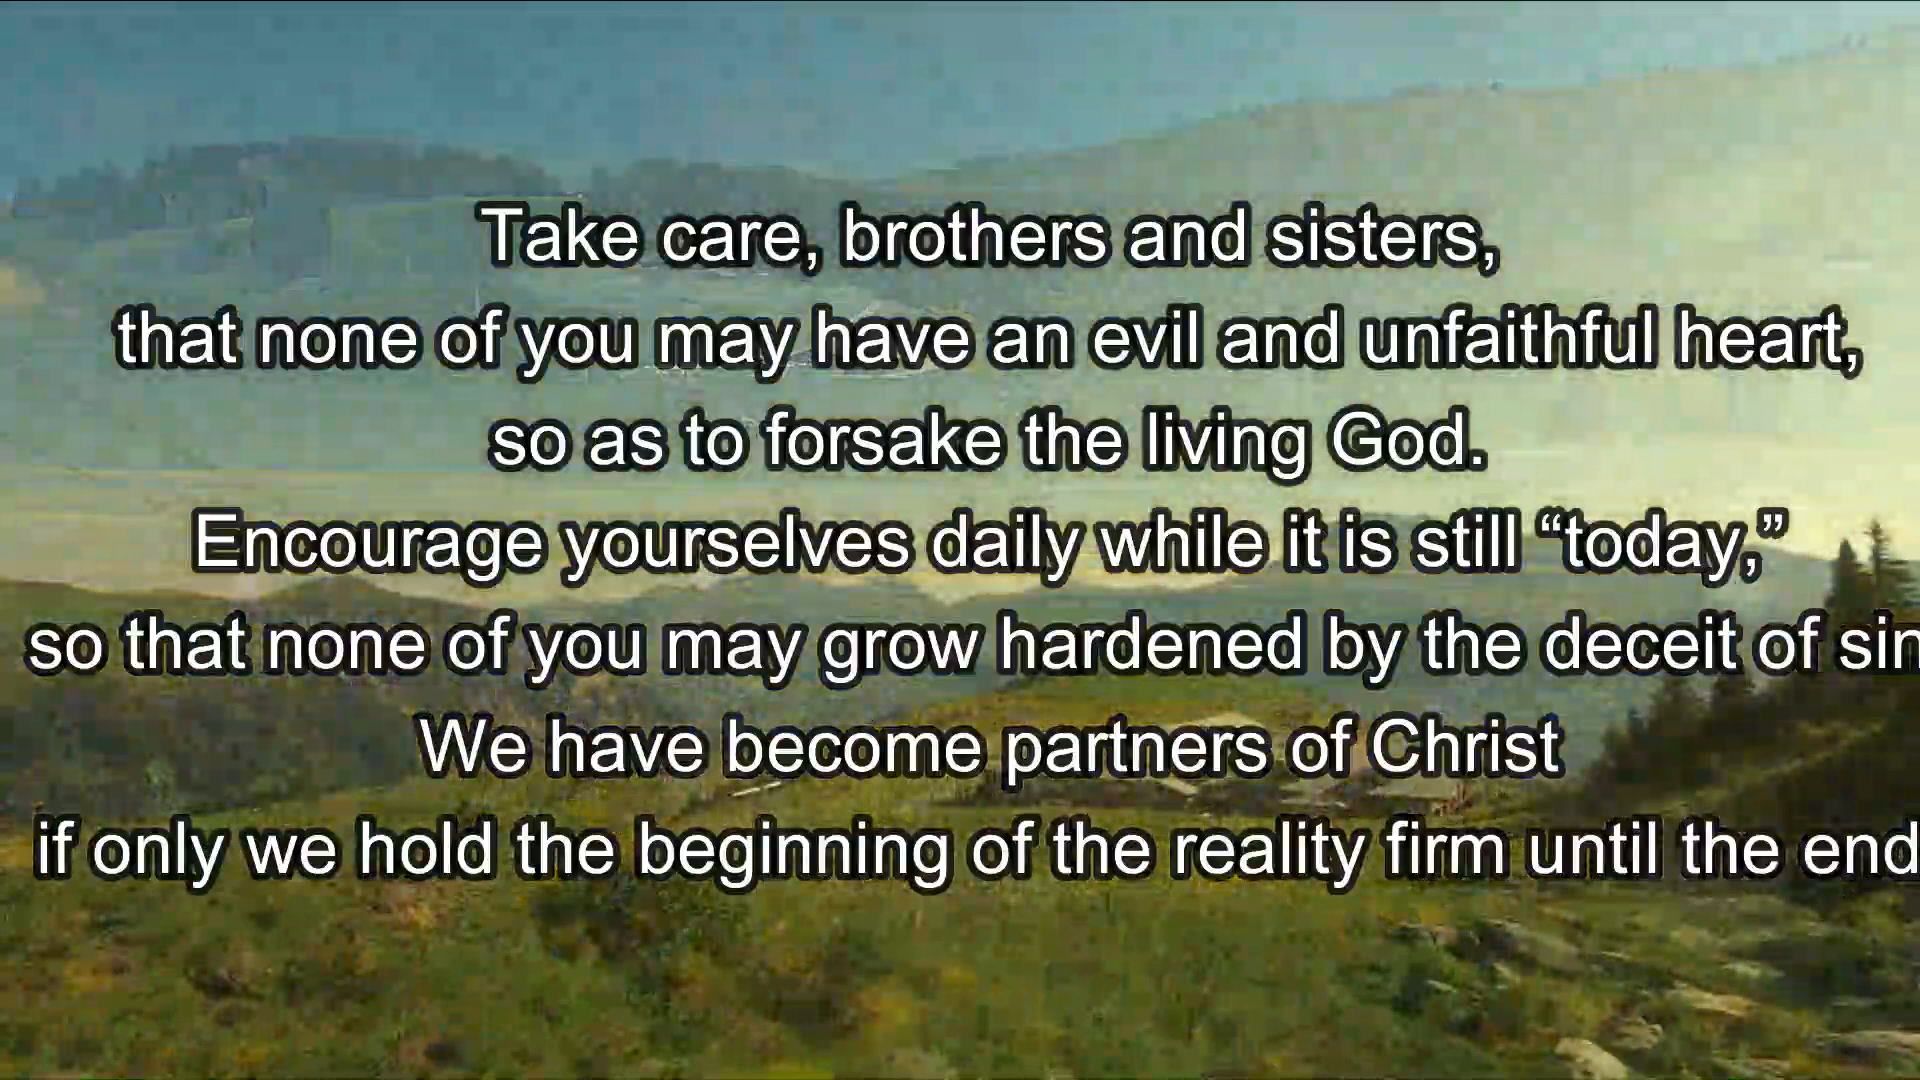 Take care, brothers and sisters,
that none of you may have an evil and unfaithful heart,
so as to forsake the living God.
Encourage yourselves daily while it is still “today,”
so that none of you may grow hardened by the deceit of sin
We have become partners of Christ
if only we hold the beginning of the reality firm until the end